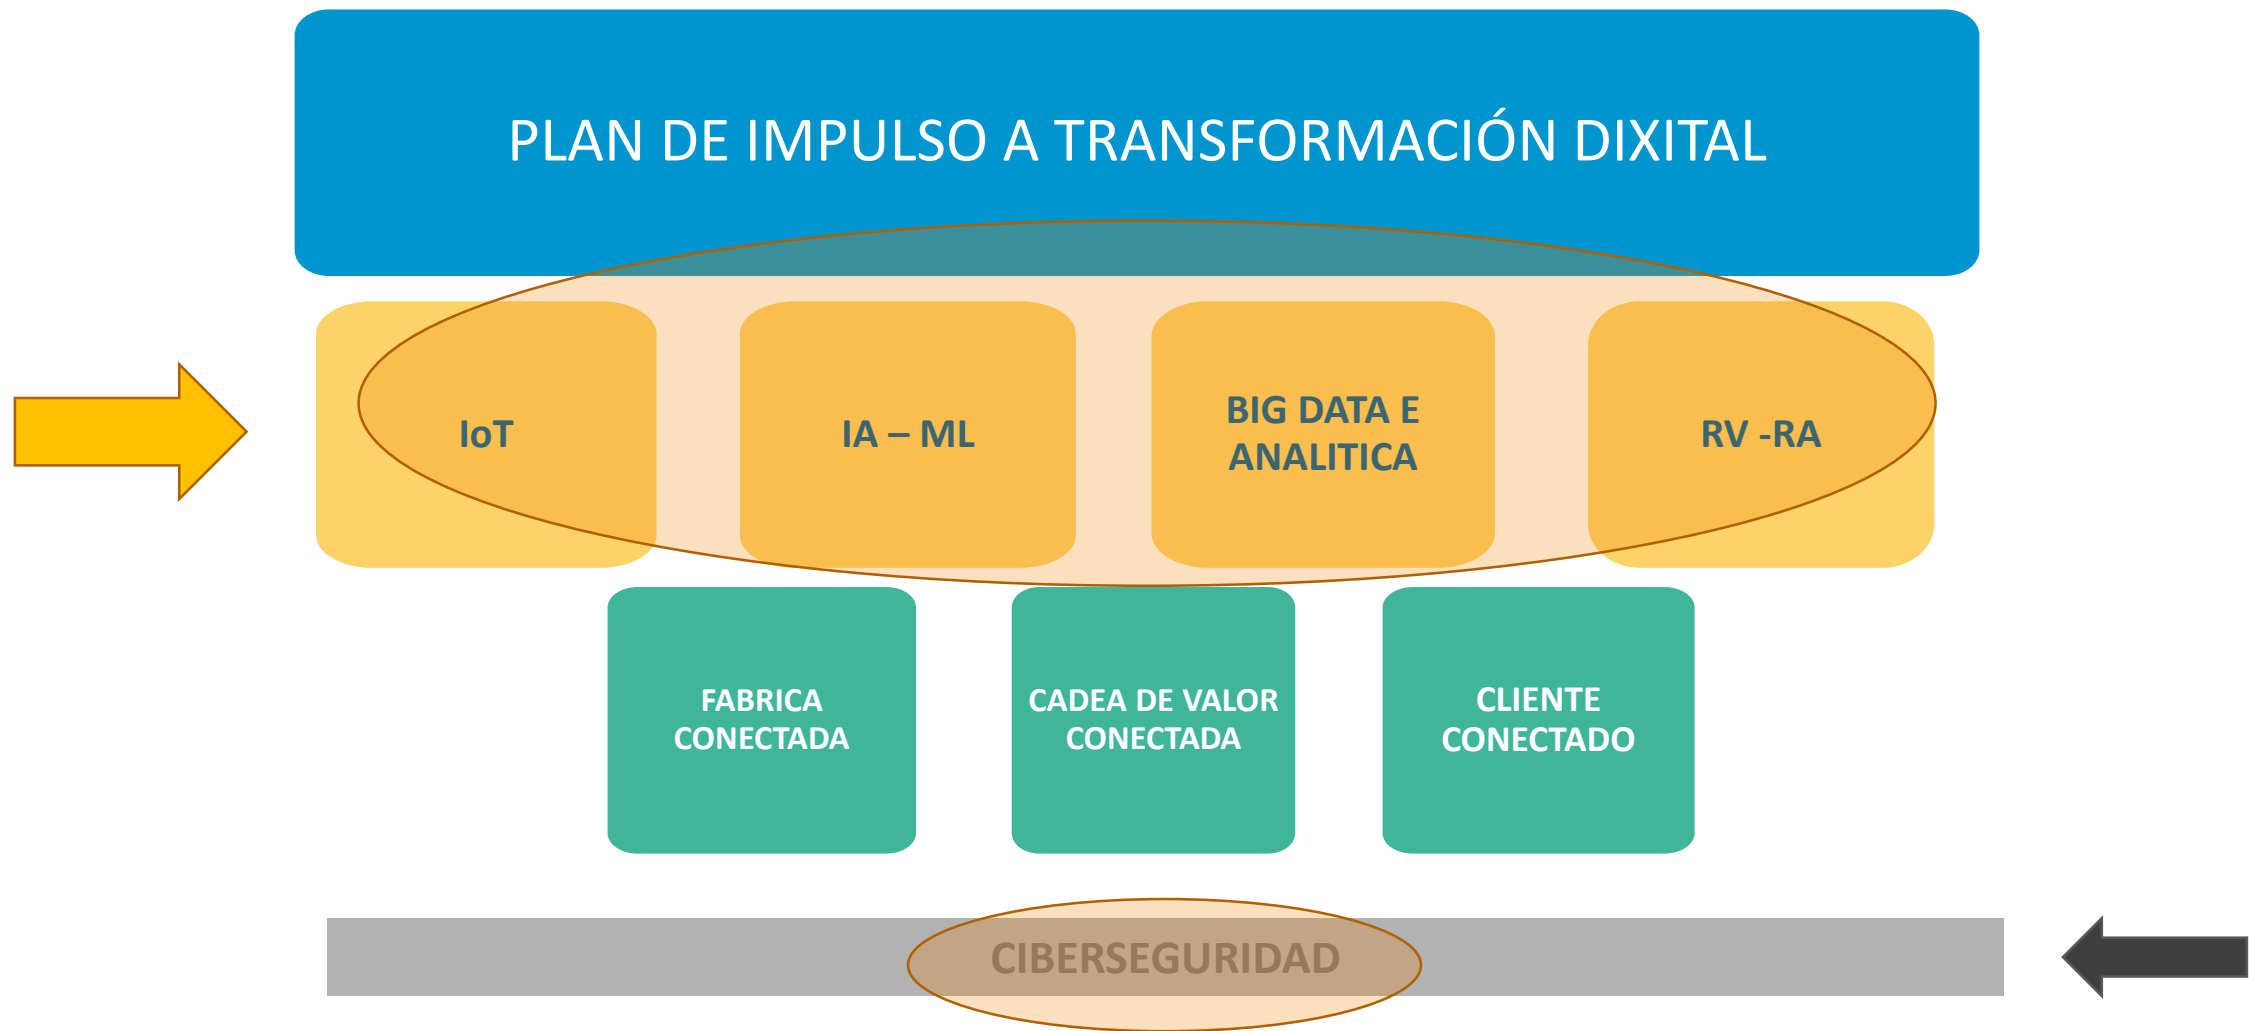 PLAN DE IMPULSO A TRANSFORMACIÓN DIXITAL
IoT
IA – ML
BIG DATA E
ANALITICA
RV -RA
FABRICA
CONECTADA
CADEA DE VALOR
CONECTADA
CLIENTE
CONECTADO
CIBERSEGURIDAD